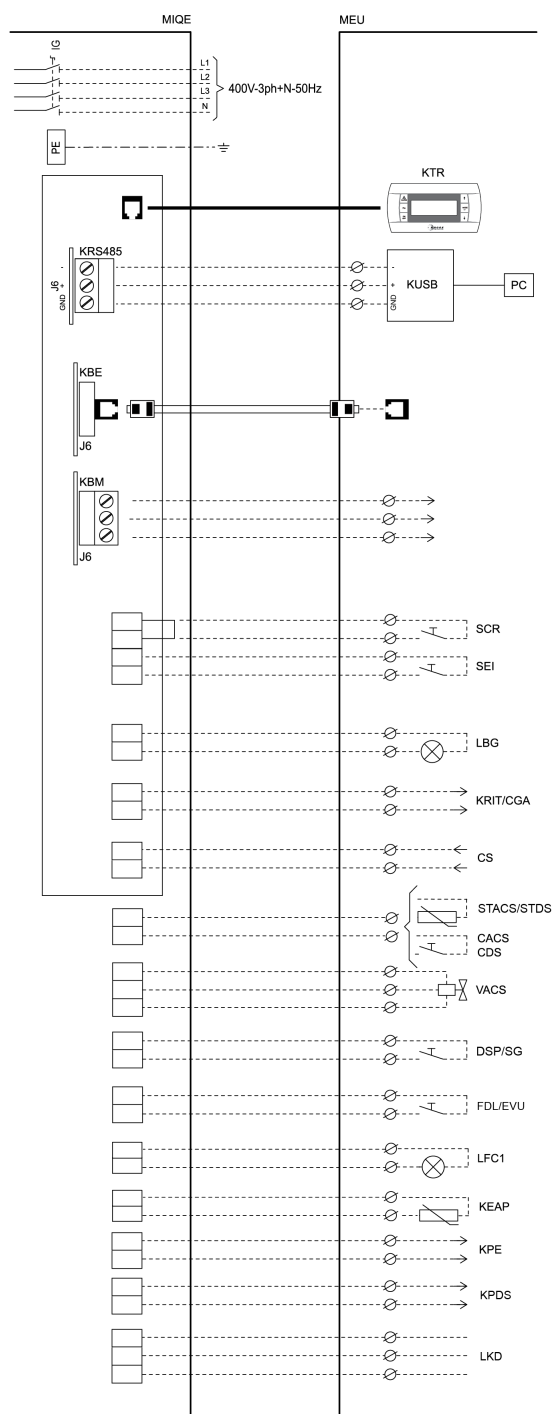 MIQE MEU
IG
L1
L2
L3
N
400V-3ph+N-50Hz
PE
KTR
KRS485
- + GND
J6
- + GND
KUSB
PC
KBE
J6
KBM
J6
SCR
SEI
LBG
KRIT/CGA
CS
STACS/STDS
CACS
CDS
VACS
DSP/SG
FDL/EVU
LFC1
KEAP
KPE
KPDS
LKD